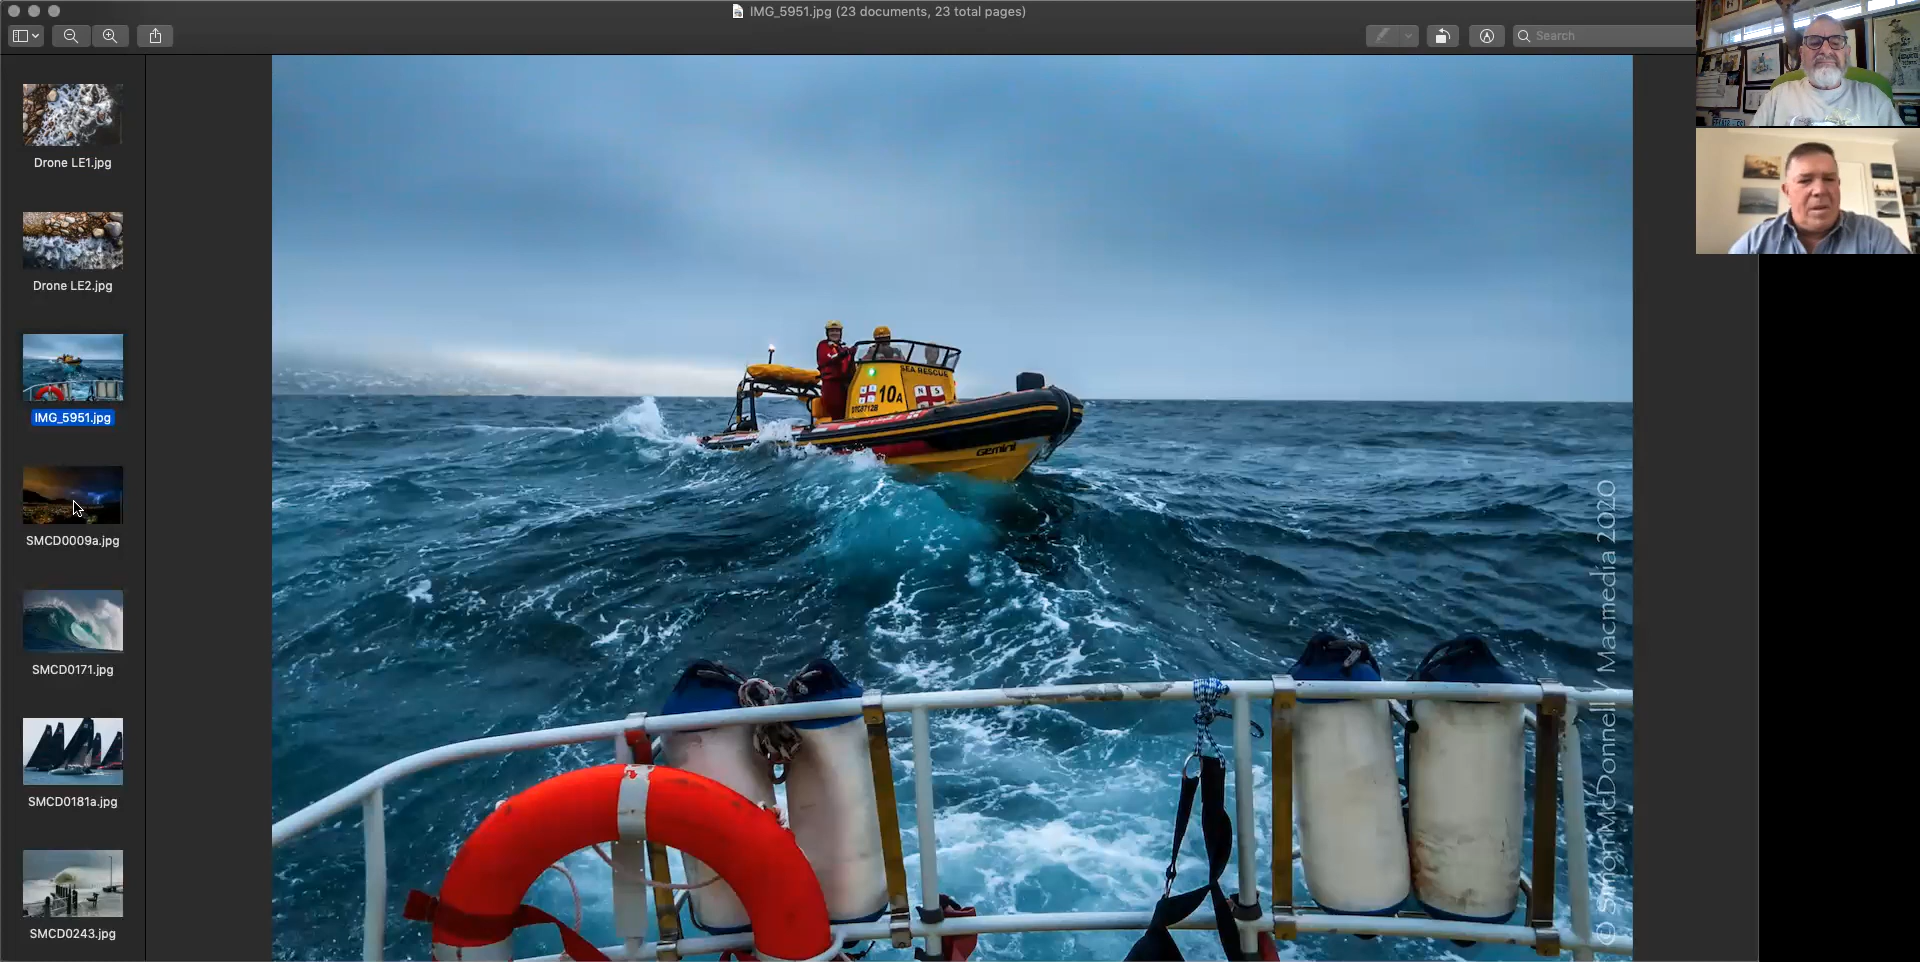 IMG_5951.jpg (23 documents, 23 total pages)
Search
Drone LE1.jpg
Drone LE2.jpg
IMG_5951.jpg
SMCD0009a.jpg
SMCD0171.jpg
SMCD0181a.jpg
SMCD0243.jpg
SEA RESCUE
10A
N S
DTC8712B
Gemini
© Simon McDonnell / Macmedia 2020